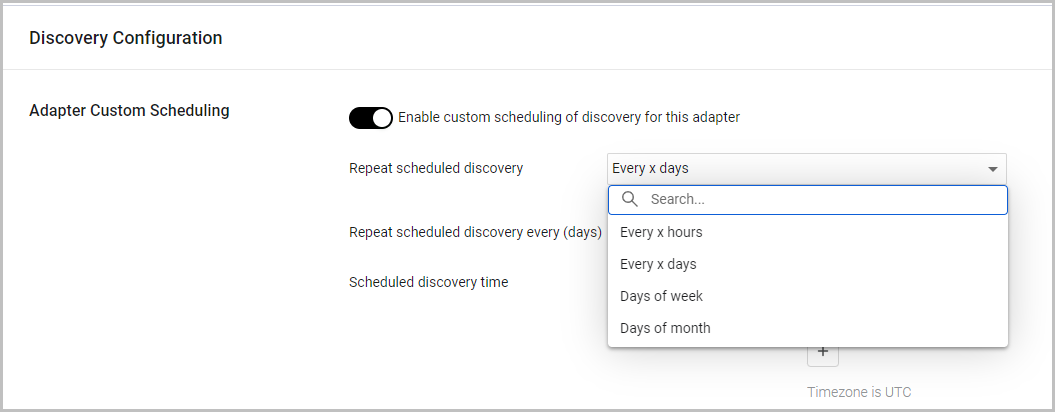 Discovery Configuration
Adapter Custom Scheduling
Enable custom scheduling of discovery for this adapter
Repeat scheduled discovery
Every x days
Search...
Repeat scheduled discovery every (days)
Every x hours
Every x days
Scheduled discovery time
Days of week
Days of month
+
Timezone is UTC